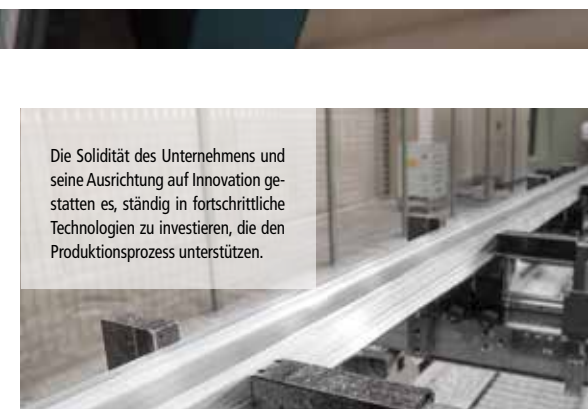 Die Solidität des Unternehmens und
seine Ausrichtung auf Innovation ge-
statten es, ständig in fortschrittliche
Technologien zu investieren, die den
Produktionsprozess unterstützen.